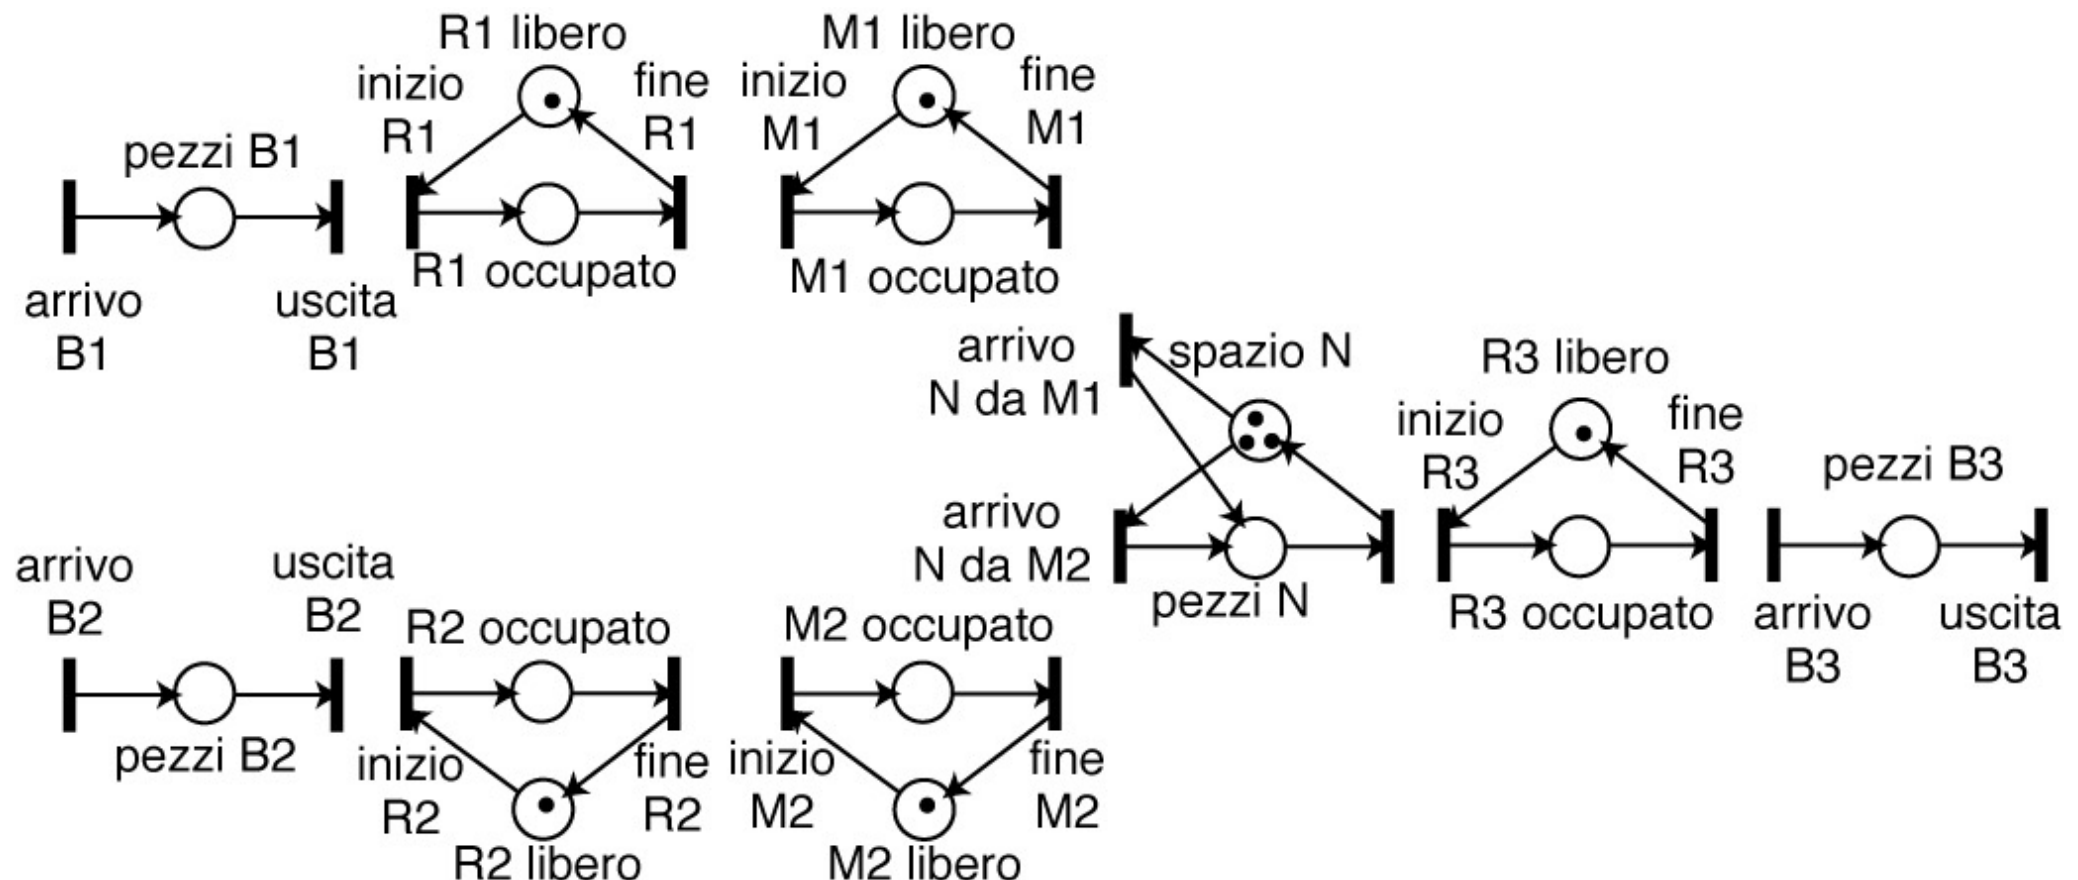 R1 libero
inizio
R1
fine
R1
M1 libero
inizio
M1
fine
M1
pezzi B1
arrivo
B1
uscita
B1
R1 occupato
M1 occupato
arrivo
N da M1
spazio N
R3 libero
inizio
R3
fine
R3
pezzi B3
arrivo
N da M2
pezzi N
R3 occupato
arrivo
B3
uscita
B3
arrivo
B2
uscita
B2
pezzi B2
R2 occupato
inizio
R2
fine
R2
R2 libero
M2 occupato
inizio
M2
fine
M2
M2 libero